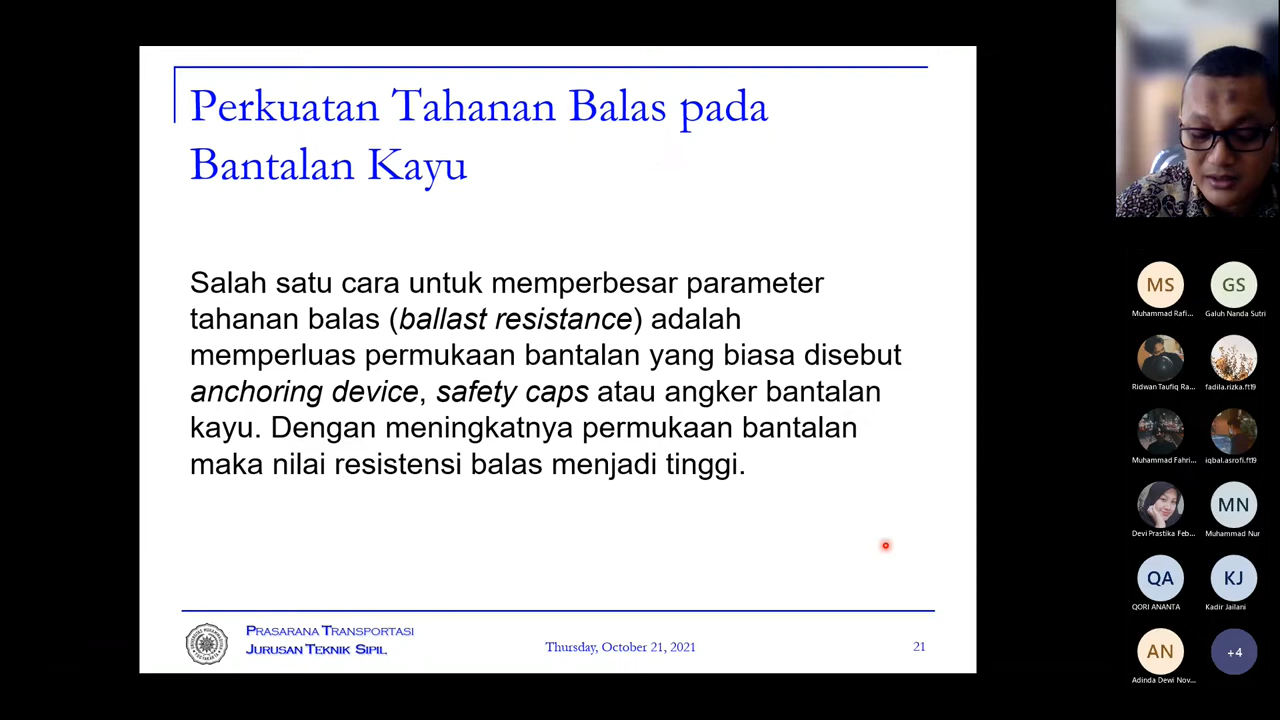 Perkuatan Tahanan Balas pada
Bantalan Kayu
Salah satu cara untuk memperbesar parameter
tahanan balas (ballast resistance) adalah
memperluas permukaan bantalan yang biasa disebut
anchoring device, safety caps atau angker bantalan
kayu. Dengan meningkatnya permukaan bantalan
maka nilai resistensi balas menjadi tinggi.
PRASARANA TRANSPORTASI
JURUSAN TEKNIK SIPIL
Thursday, October 21, 2021
21
MS
GS
Muhammad Rafi...
Galuh Nanda Sutri
Ridwan Taufiq Ra...
fadila.rizka.ft19
Muhammad Fahri...
iqbal.asrofi.ft19
MN
Devi Prastika Feb...
Muhammad Nur
QA
KJ
QORI ANANTA
Kadir Jailani
AN
+4
Adinda Dewi Nov...